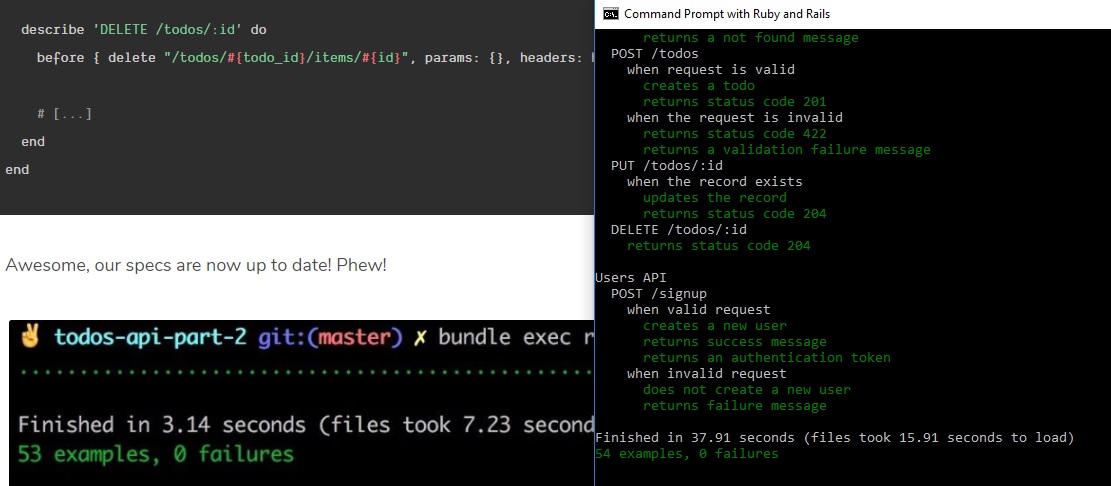 describe 'DELETE /todos/:id' do
before { delete "/todos/#{todo_id}/items/#{id}", params: {}, headers:
# [...]
end
end
Awesome, our specs are now up to date! Phew!
✌ todos-api-part-2 git:(master) ✗ bundle exec r
.................................................
Finished in 3.14 seconds (files took 7.23 second
53 examples, 0 failures
Command Prompt with Ruby and Rails
returns a not found message
POST /todos
when request is valid
creates a todo
returns status code 201
when the request is invalid
returns status code 422
returns a validation failure message
PUT /todos/:id
when the record exists
updates the record
returns status code 204
DELETE /todos/:id
returns status code 204
Users API
POST /signup
when valid request
creates a new user
returns success message
returns an authentication token
when invalid request
does not create a new user
returns failure message
Finished in 37.91 seconds (files took 15.91 seconds to load)
54 examples, 0 failures